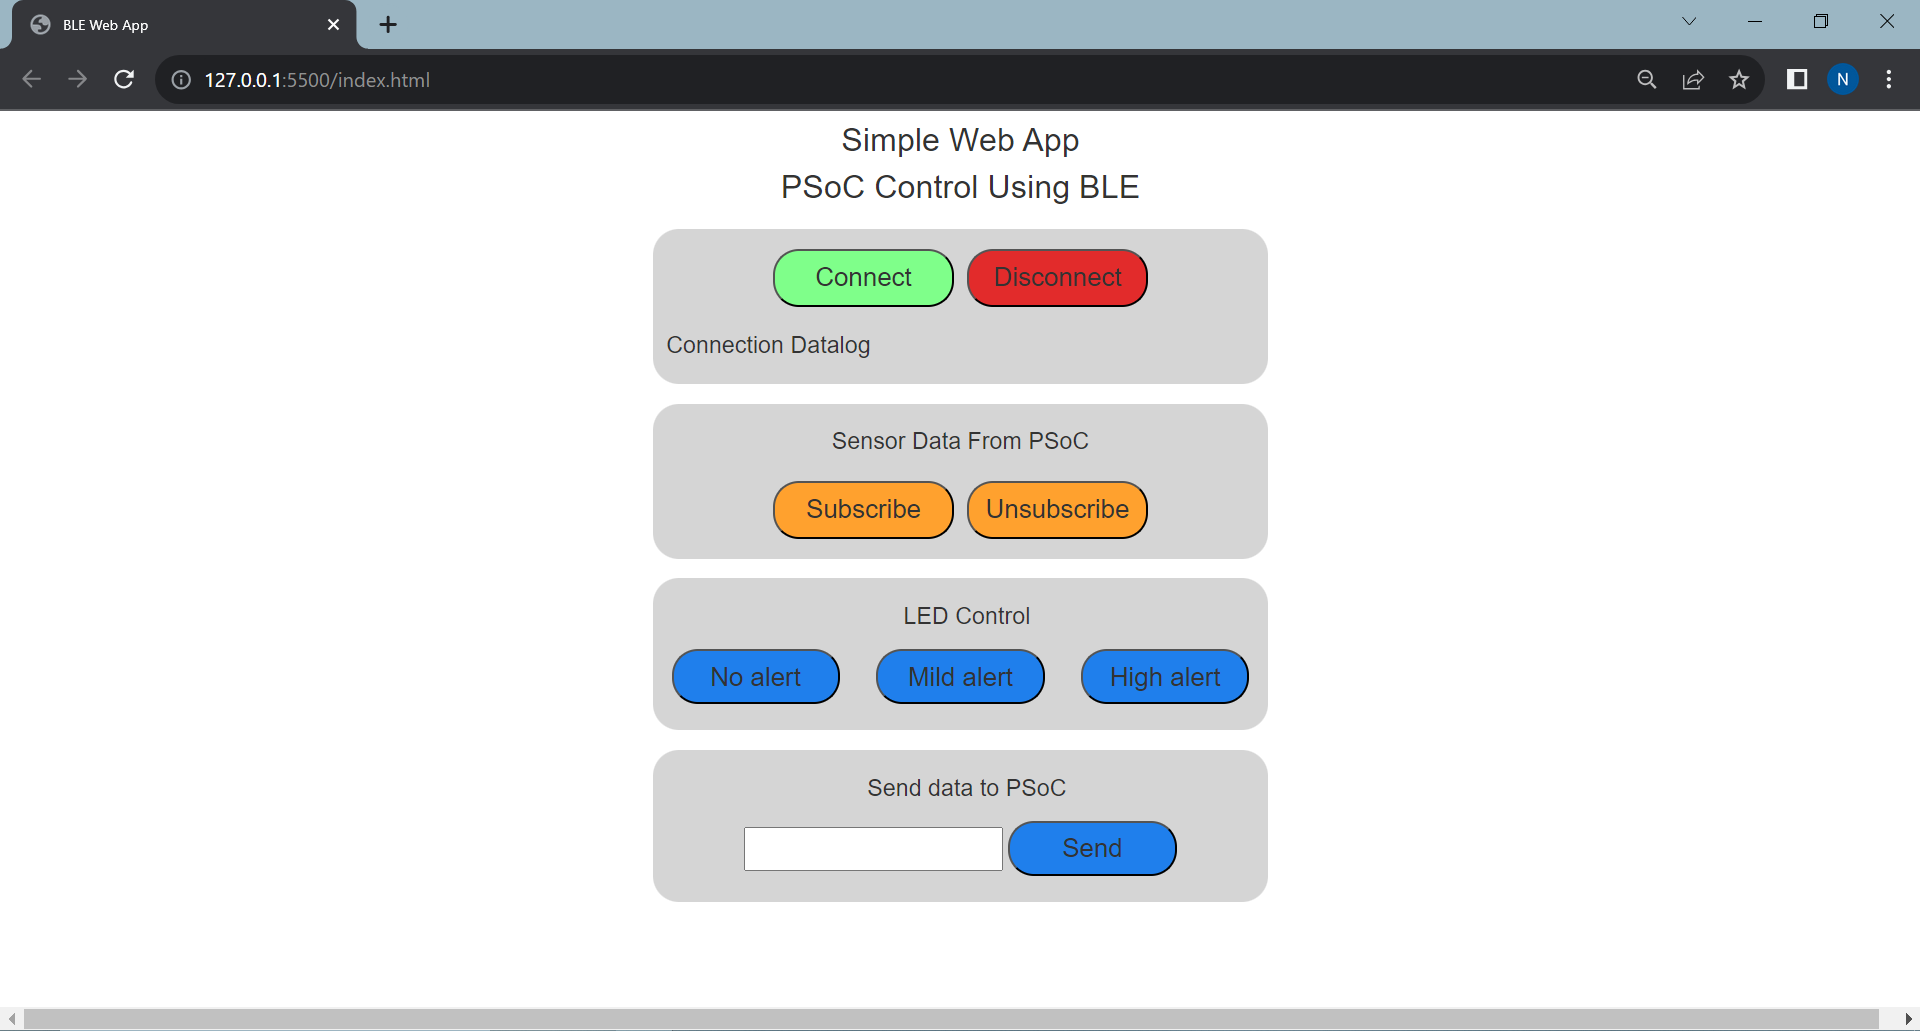 BLE Web App
127.0.0.1:5500/index.html
N
Simple Web App
PSoC Control Using BLE
Connect Disconnect
Connection Datalog
Sensor Data From PSoC
Subscribe Unsubscribe
LED Control
No alert Mild alert High alert
Send data to PSoC
Send